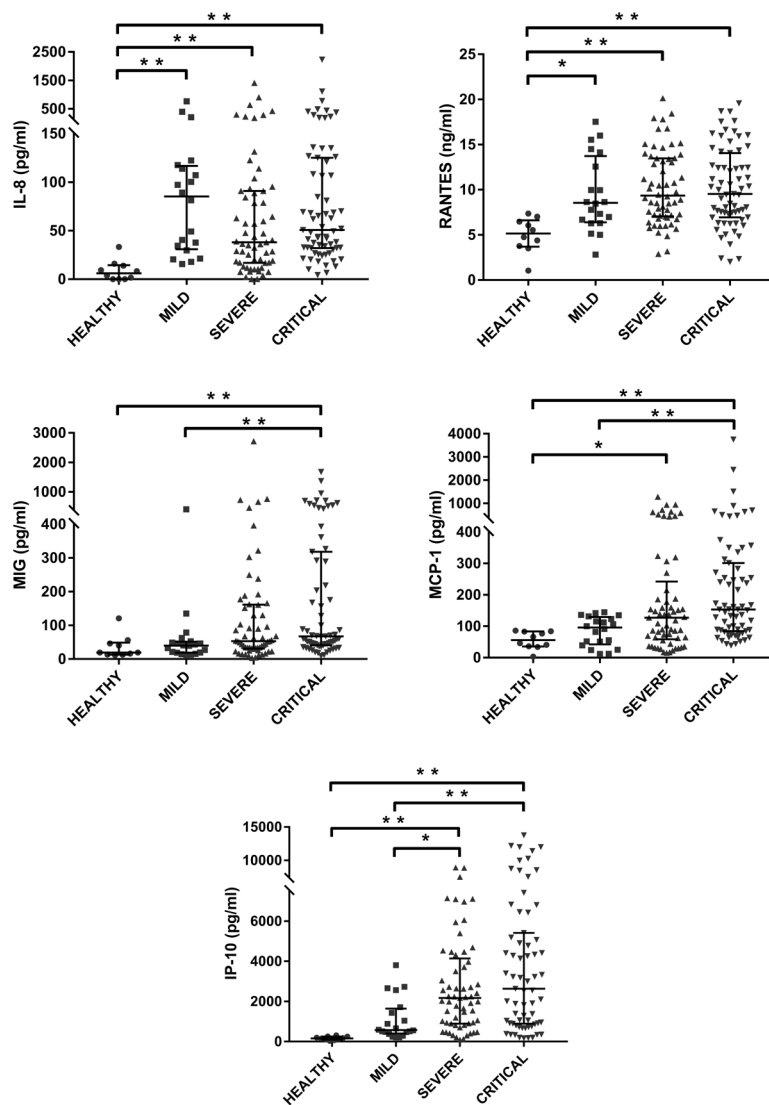 * *
* *
* *
2500
1500
500
150
100
50
0
IL-8 (pg/ml)
HEALTHY
MILD
SEVERE
CRITICAL
* *
* *
*
25
20
15
10
5
0
RANTES (ng/ml)
HEALTHY
MILD
SEVERE
CRITICAL
* *
* *
3000
2000
1000
400
300
200
100
0
MIG (pg/ml)
HEALTHY
MILD
SEVERE
CRITICAL
* *
* *
*
4000
3000
2000
1000
400
300
200
100
0
MCP-1 (pg/ml)
HEALTHY
MILD
SEVERE
CRITICAL
* *
* *
* *
*
15000
10000
6000
4000
2000
0
IP-10 (pg/ml)
HEALTHY
MILD
SEVERE
CRITICAL